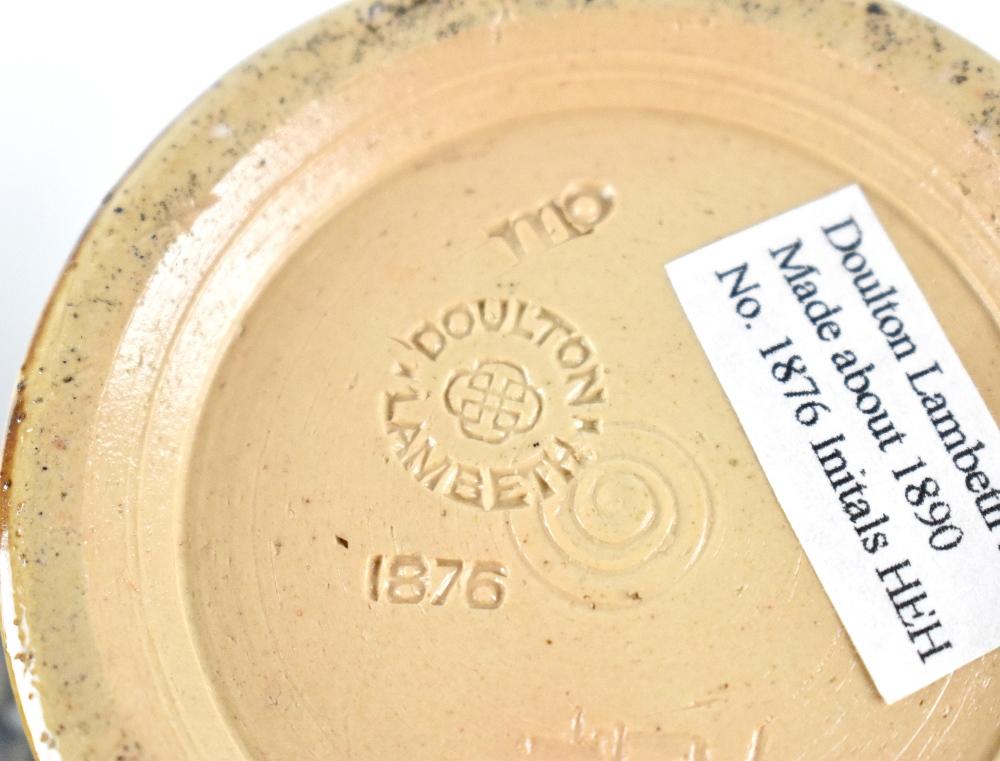 mo
DOULTON
LAMBETH
1876
Doulton Lambeth
Made about 1890
No. 1876 Initals HEH